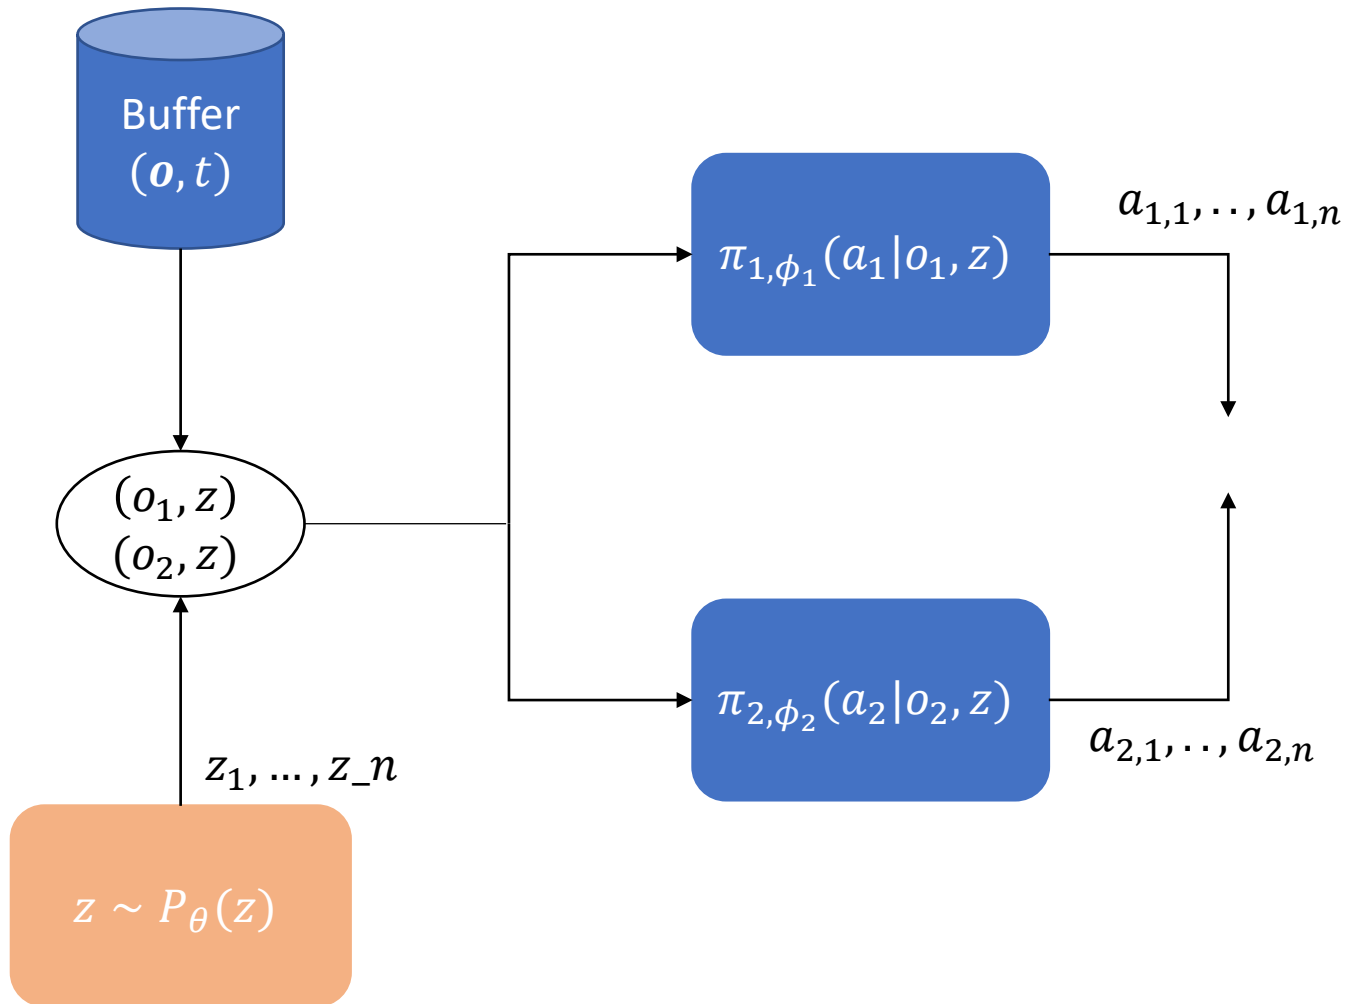 Buffer
(𝒐, t)
a₁,₁, . . , a₁,ₙ
π₁,ϕ₁(a₁|o₁, z)
(o₁, z)
(o₂, z)
π₂,ϕ₂(a₂|o₂, z)
a₂,₁, . . , a₂,ₙ
z₁, … , z_n
z ~ P_θ(z)